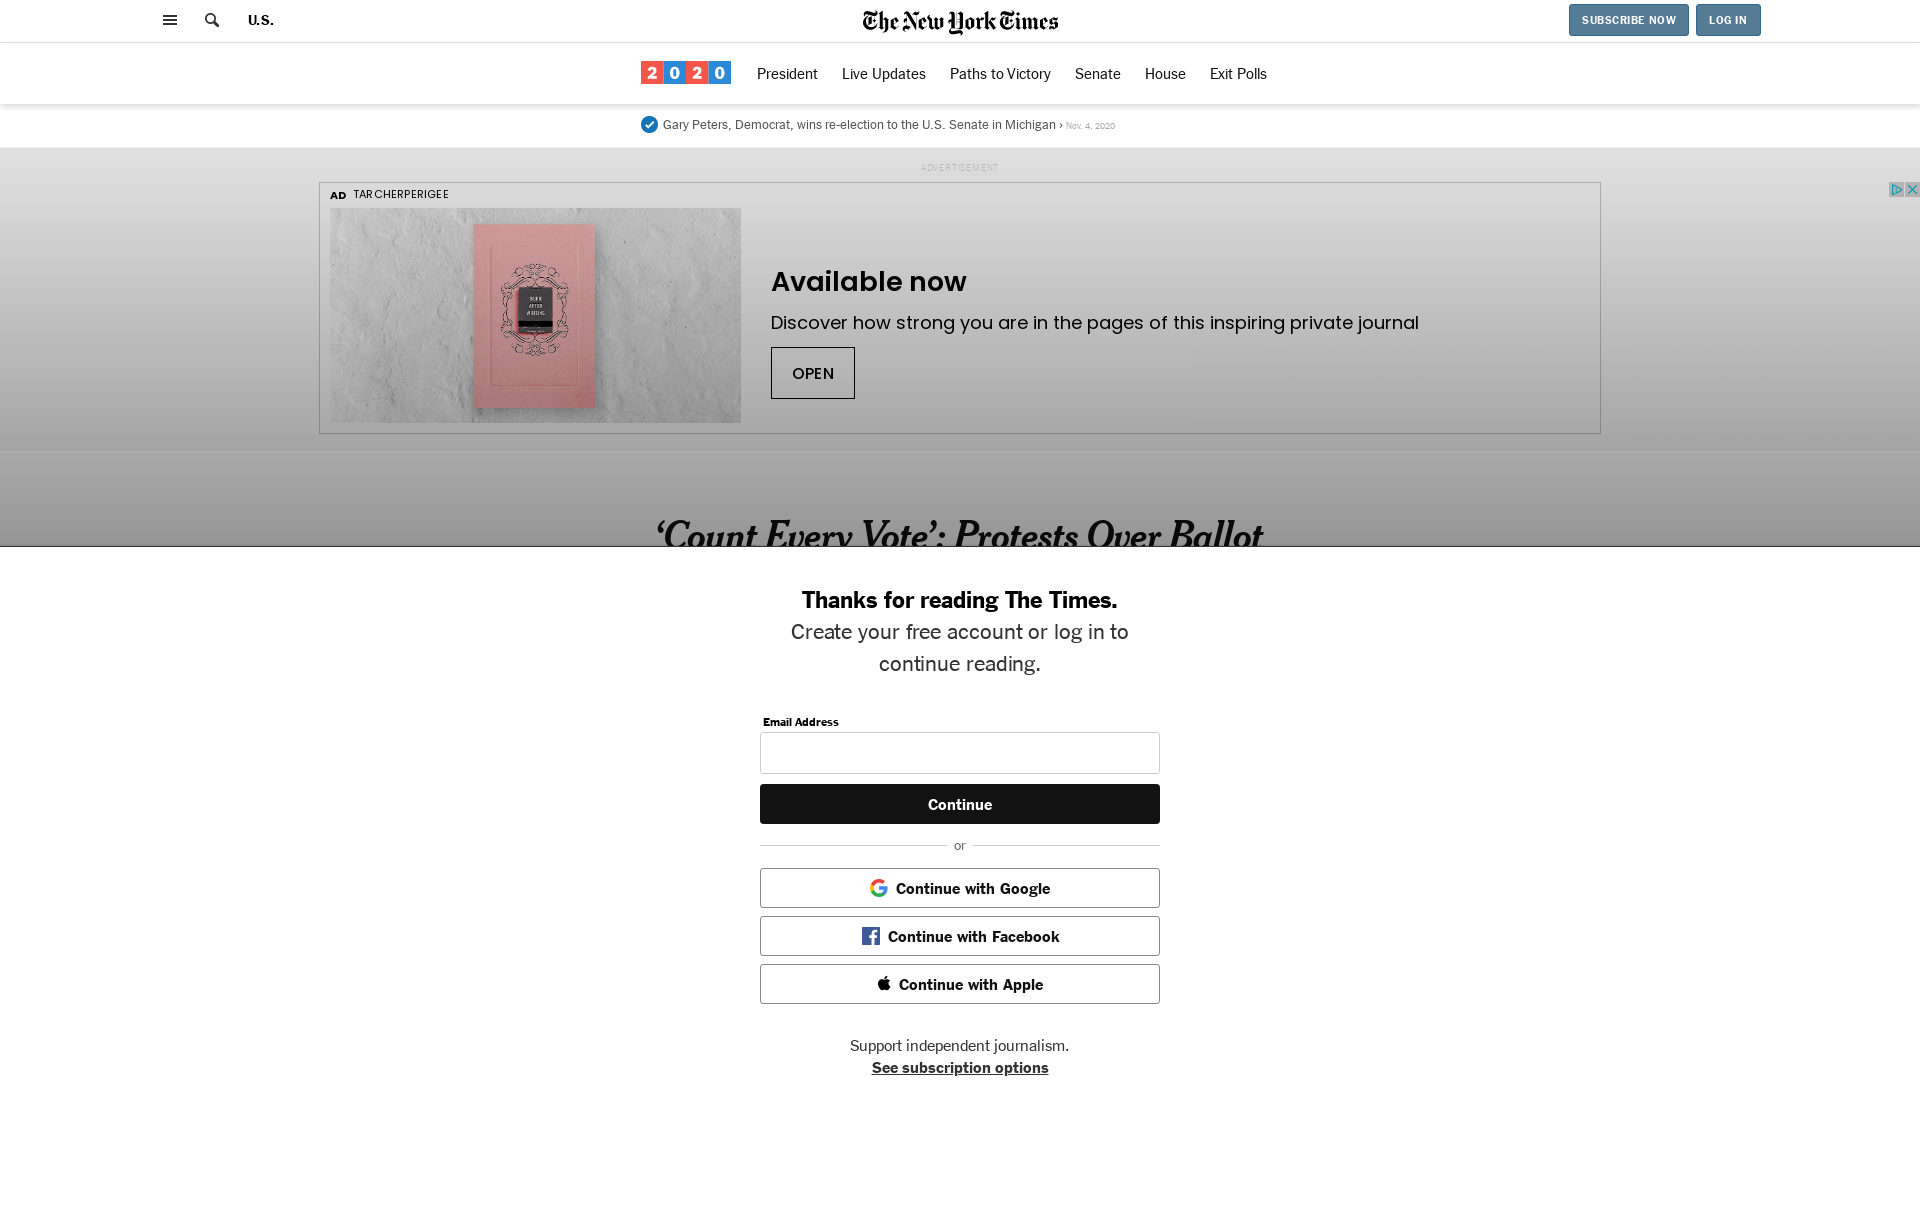 U.S.
The New York Times
SUBSCRIBE NOW
LOG IN
2020
President
Live Updates
Paths to Victory
Senate
House
Exit Polls
Gary Peters, Democrat, wins re-election to the U.S. Senate in Michigan › Nov. 4, 2020
ADVERTISEMENT
AD TARCHERPERIGEE
BURN
AFTER
WRITING
Available now
Discover how strong you are in the pages of this inspiring private journal
OPEN
‘Count Every Vote’: Protests Over Ballot
Thanks for reading The Times.
Create your free account or log in to
continue reading.
Email Address
Continue
or
Continue with Google
Continue with Facebook
Continue with Apple
Support independent journalism.
See subscription options